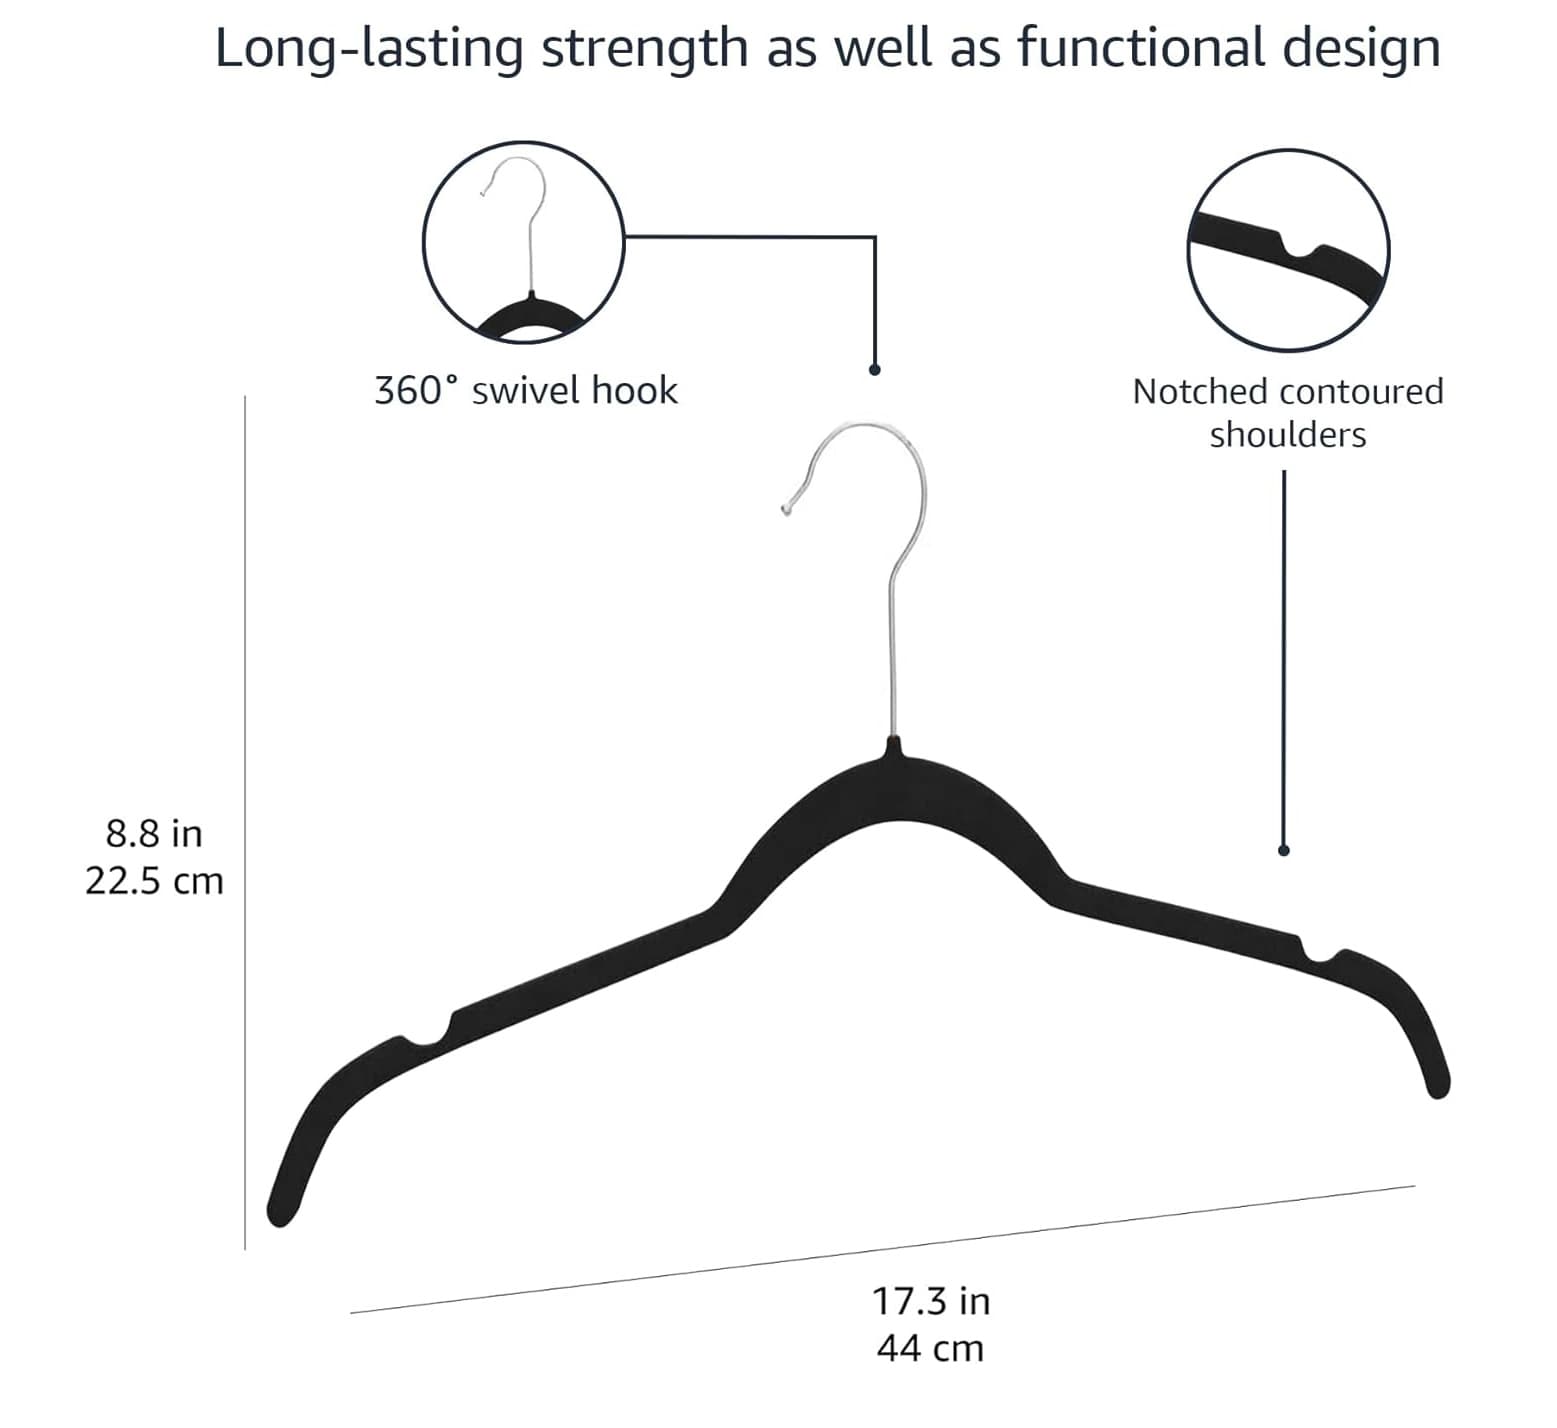 Long-lasting strength as well as functional design
360° swivel hook
Notched contoured
shoulders
8.8 in
22.5 cm
17.3 in
44 cm